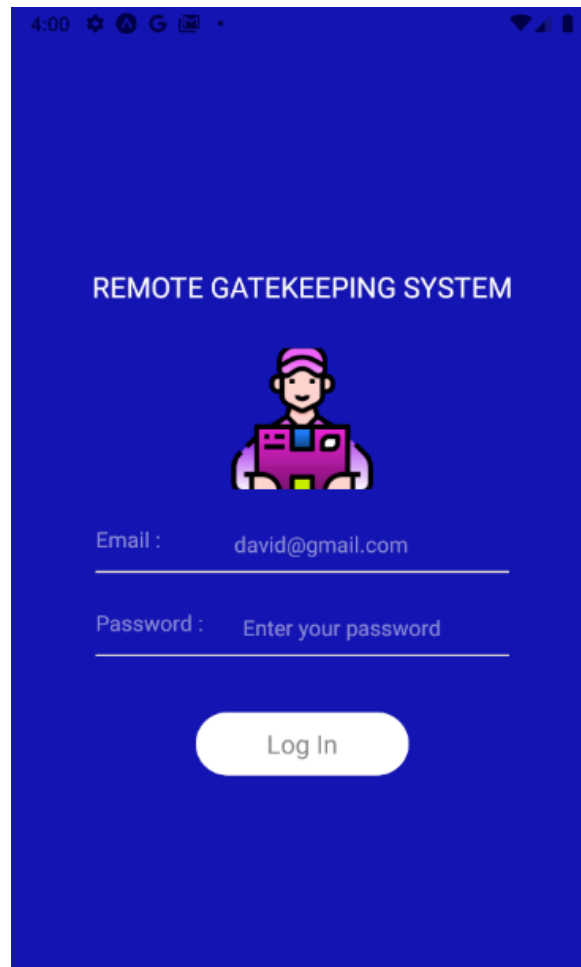 4:00
REMOTE GATEKEEPING SYSTEM
Email : david@gmail.com
Password : Enter your password
Log In